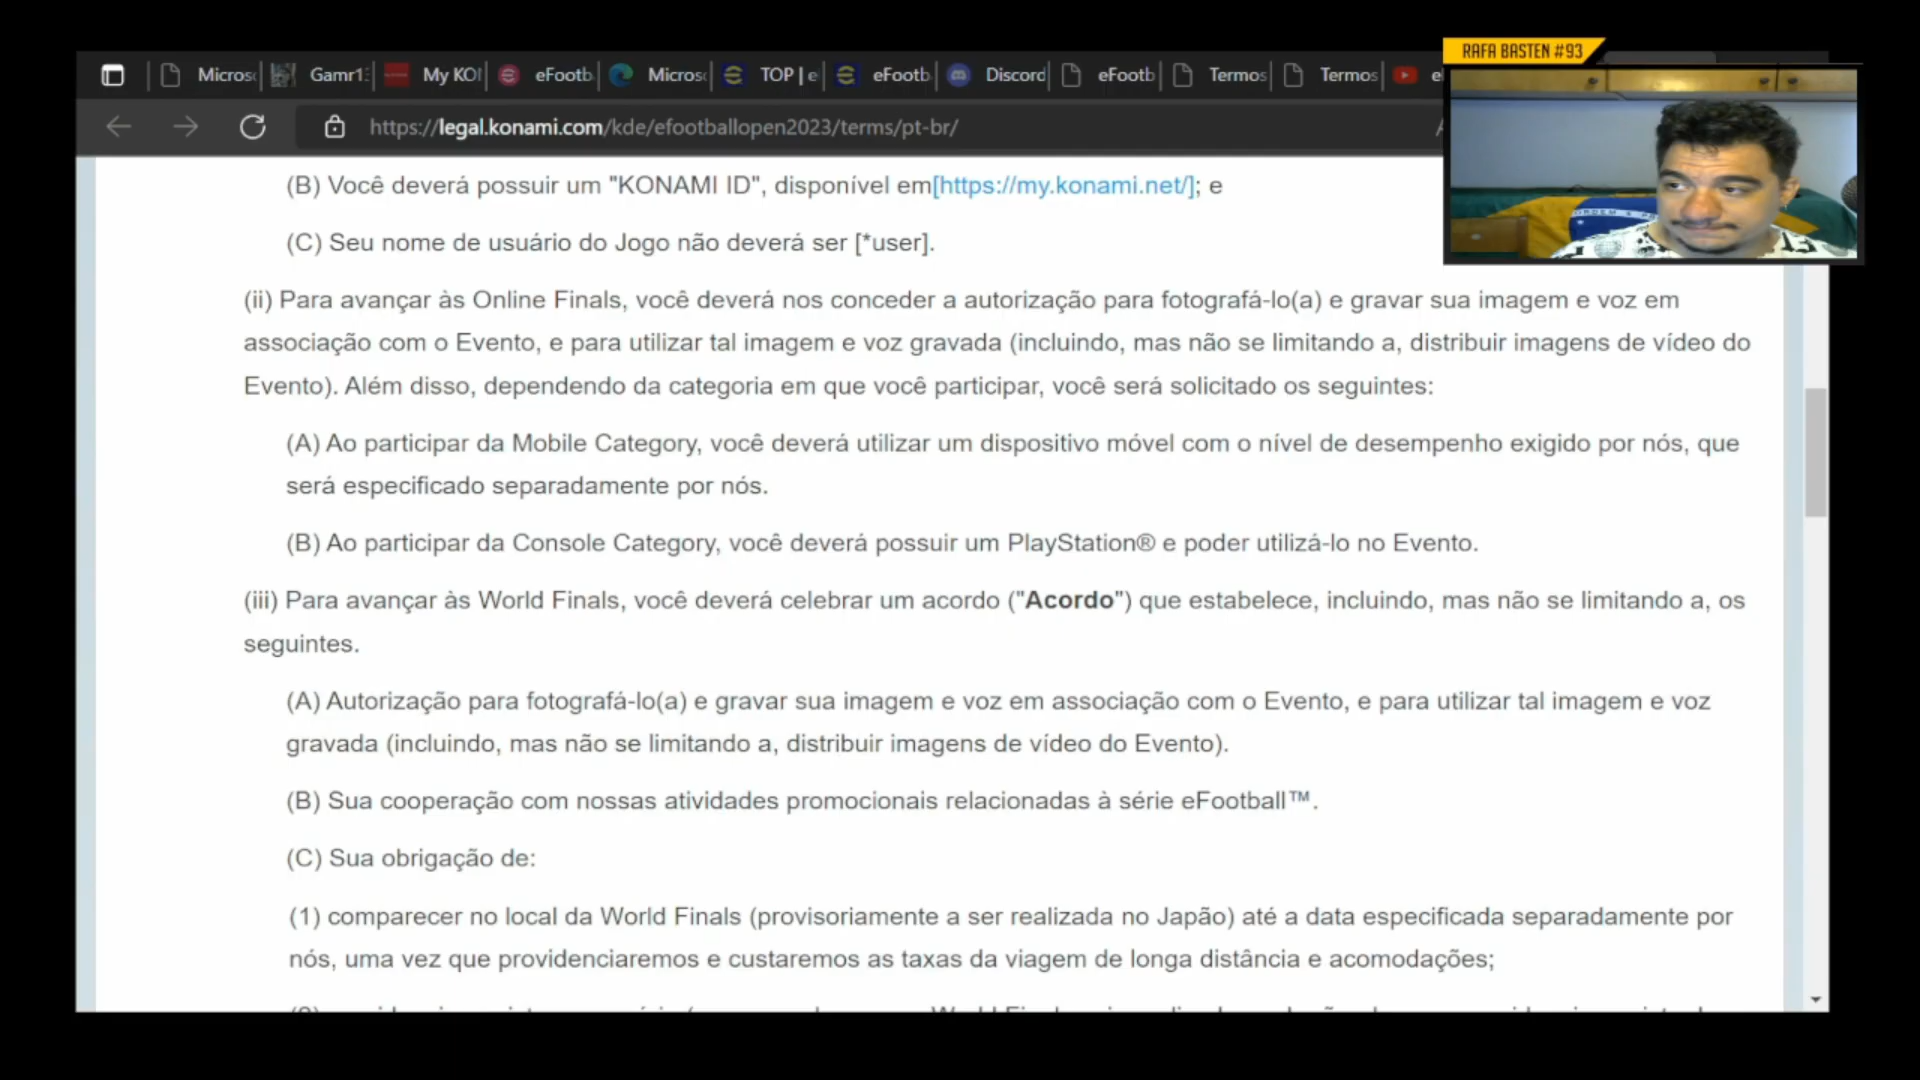 RAFA BASTEN #93
Micros Gamr1 My KO eFootb Micros TOP | e eFootb Discord eFootb Termos Termos e
https://legal.konami.com/kde/efootballopen2023/terms/pt-br/
(B) Você deverá possuir um "KONAMI ID", disponível em[https://my.konami.net/]; e
(C) Seu nome de usuário do Jogo não deverá ser [*user].
(ii) Para avançar às Online Finals, você deverá nos conceder a autorização para fotografá-lo(a) e gravar sua imagem e voz em
associação com o Evento, e para utilizar tal imagem e voz gravada (incluindo, mas não se limitando a, distribuir imagens de vídeo do
Evento). Além disso, dependendo da categoria em que você participar, você será solicitado os seguintes:
(A) Ao participar da Mobile Category, você deverá utilizar um dispositivo móvel com o nível de desempenho exigido por nós, que
será especificado separadamente por nós.
(B) Ao participar da Console Category, você deverá possuir um PlayStation® e poder utilizá-lo no Evento.
(iii) Para avançar às World Finals, você deverá celebrar um acordo ("Acordo") que estabelece, incluindo, mas não se limitando a, os
seguintes.
(A) Autorização para fotografá-lo(a) e gravar sua imagem e voz em associação com o Evento, e para utilizar tal imagem e voz
gravada (incluindo, mas não se limitando a, distribuir imagens de vídeo do Evento).
(B) Sua cooperação com nossas atividades promocionais relacionadas à série eFootball™.
(C) Sua obrigação de:
(1) comparecer no local da World Finals (provisoriamente a ser realizada no Japão) até a data especificada separadamente por
nós, uma vez que providenciaremos e custaremos as taxas da viagem de longa distância e acomodações;